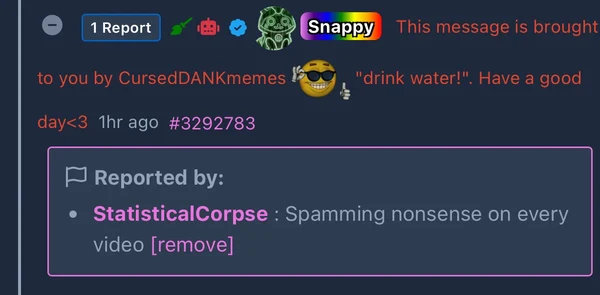 1 Report Snappy This message is brought
to you by CursedDANKmemes "drink water!". Have a good
day<3 1hr ago #3292783
Reported by:
• StatisticalCorpse : Spamming nonsense on every
video [remove]